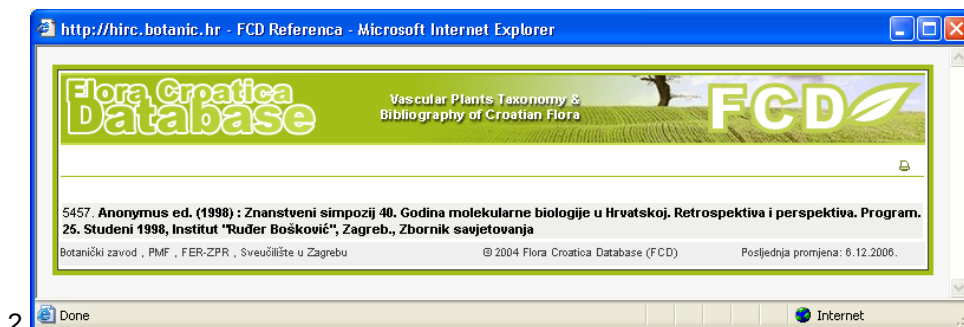 http://hirc.botanic.hr - FCD Referenca - Microsoft Internet Explorer
Flora Croatica
Database
Vascular Plants Taxonomy &
Bibliography of Croatian Flora
FCD
5457. Anonymus ed. (1998) : Znanstveni simpozij 40. Godina molekularne biologije u Hrvatskoj. Retrospektiva i perspektiva. Program.
25. Studeni 1998, Institut "Ruđer Bošković", Zagreb., Zbornik savjetovanja
Botanički zavod , PMF , FER-ZPR , Sveučilište u Zagrebu © 2004 Flora Croatica Database (FCD) Posljednja promjena: 6.12.2006.
2. Done Internet